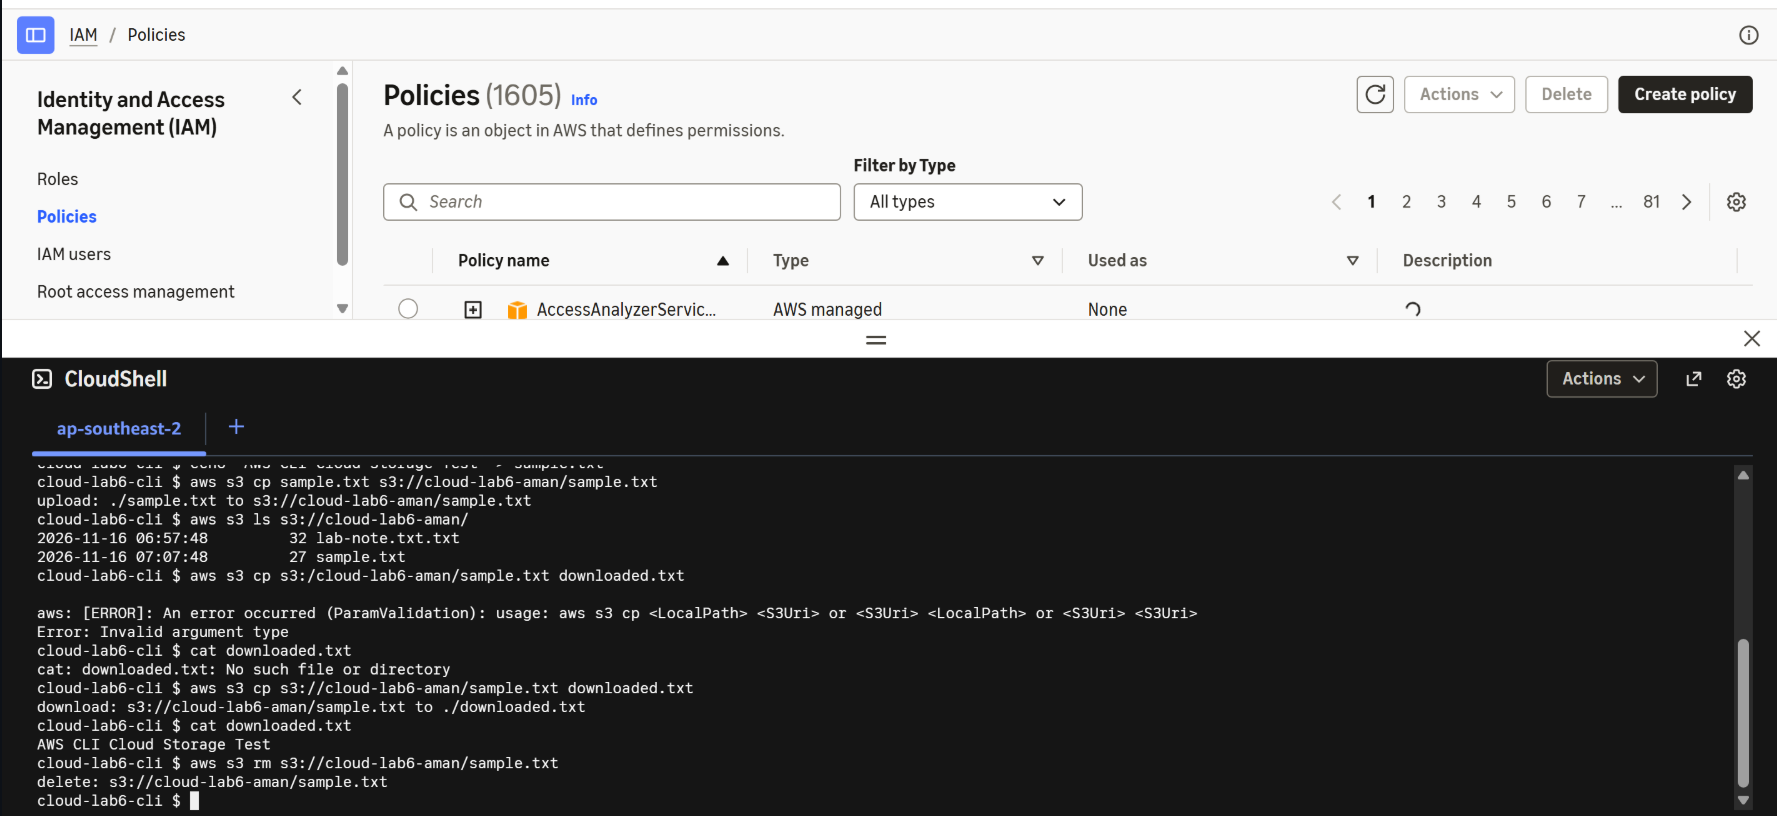 IAM / Policies
Identity and Access
Management (IAM)
Roles
Policies
IAM users
Root access management
Policies (1605) Info
A policy is an object in AWS that defines permissions.
Actions
Delete
Create policy
Filter by Type
Search
All types
1 2 3 4 5 6 7 ... 81
Policy name Type Used as Description
AccessAnalyzerServic... AWS managed None
CloudShell
Actions
ap-southeast-2
cloud-lab6-cli $ echo "AWS CLI Cloud Storage Test" > sample.txt
cloud-lab6-cli $ aws s3 cp sample.txt s3://cloud-lab6-aman/sample.txt
upload: ./sample.txt to s3://cloud-lab6-aman/sample.txt
cloud-lab6-cli $ aws s3 ls s3://cloud-lab6-aman/
2026-11-16 06:57:48         32 lab-note.txt.txt
2026-11-16 07:07:48         27 sample.txt
cloud-lab6-cli $ aws s3 cp s3:/cloud-lab6-aman/sample.txt downloaded.txt
aws: [ERROR]: An error occurred (ParamValidation): usage: aws s3 cp <LocalPath> <S3Uri> or <S3Uri> <LocalPath> or <S3Uri> <S3Uri>
Error: Invalid argument type
cloud-lab6-cli $ cat downloaded.txt
cat: downloaded.txt: No such file or directory
cloud-lab6-cli $ aws s3 cp s3://cloud-lab6-aman/sample.txt downloaded.txt
download: s3://cloud-lab6-aman/sample.txt to ./downloaded.txt
cloud-lab6-cli $ cat downloaded.txt
AWS CLI Cloud Storage Test
cloud-lab6-cli $ aws s3 rm s3://cloud-lab6-aman/sample.txt
delete: s3://cloud-lab6-aman/sample.txt
cloud-lab6-cli $